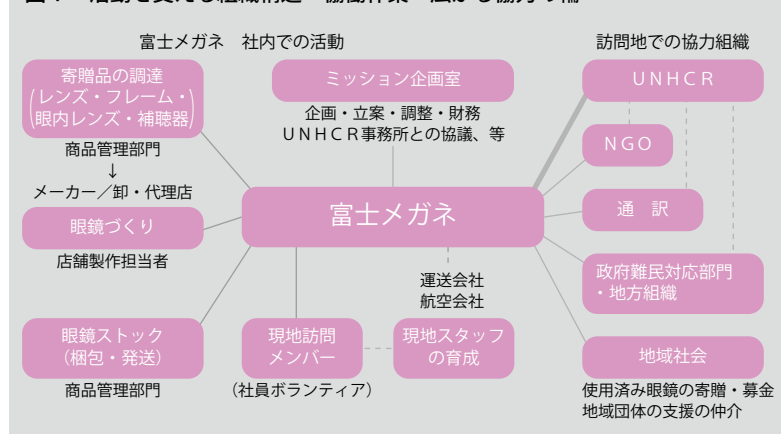 富士メガネ　社内での活動
訪問地での協力組織
寄贈品の調達
(レンズ・フレーム・
眼内レンズ・補聴器)
商品管理部門
↓
メーカー／卸・代理店
眼鏡づくり
店舗製作担当者
眼鏡ストック
（梱包・発送）
商品管理部門
ミッション企画室
企画・立案・調整・財務
ＵＮＨＣＲ事務所との協議、等
富士メガネ
運送会社
航空会社
現地訪問
メンバー
（社員ボランティア）
現地スタッフ
の育成
ＵＮＨＣＲ
ＮＧＯ
通　訳
政府難民対応部門
・地方組織
地域社会
使用済み眼鏡の寄贈・募金
地域団体の支援の仲介